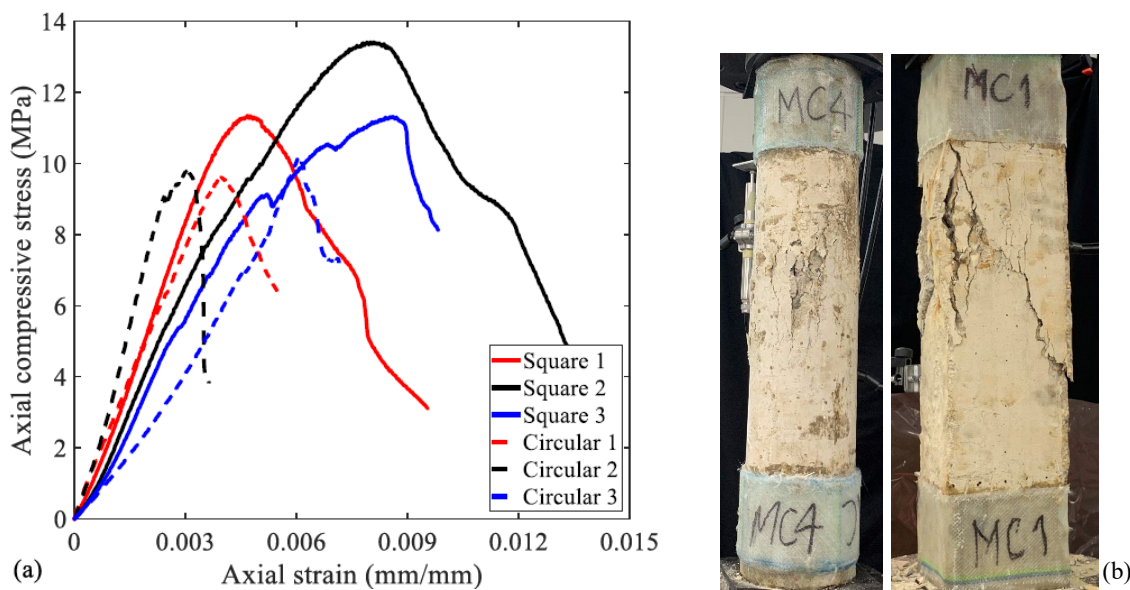 14
12
10
8
6
4
2
0
Axial compressive stress (MPa)
Square 1
Square 2
Square 3
Circular 1
Circular 2
Circular 3
0 0.003 0.006 0.009 0.012 0.015
Axial strain (mm/mm)
(a)
MC4
MC4
MC1
MC1
(b)